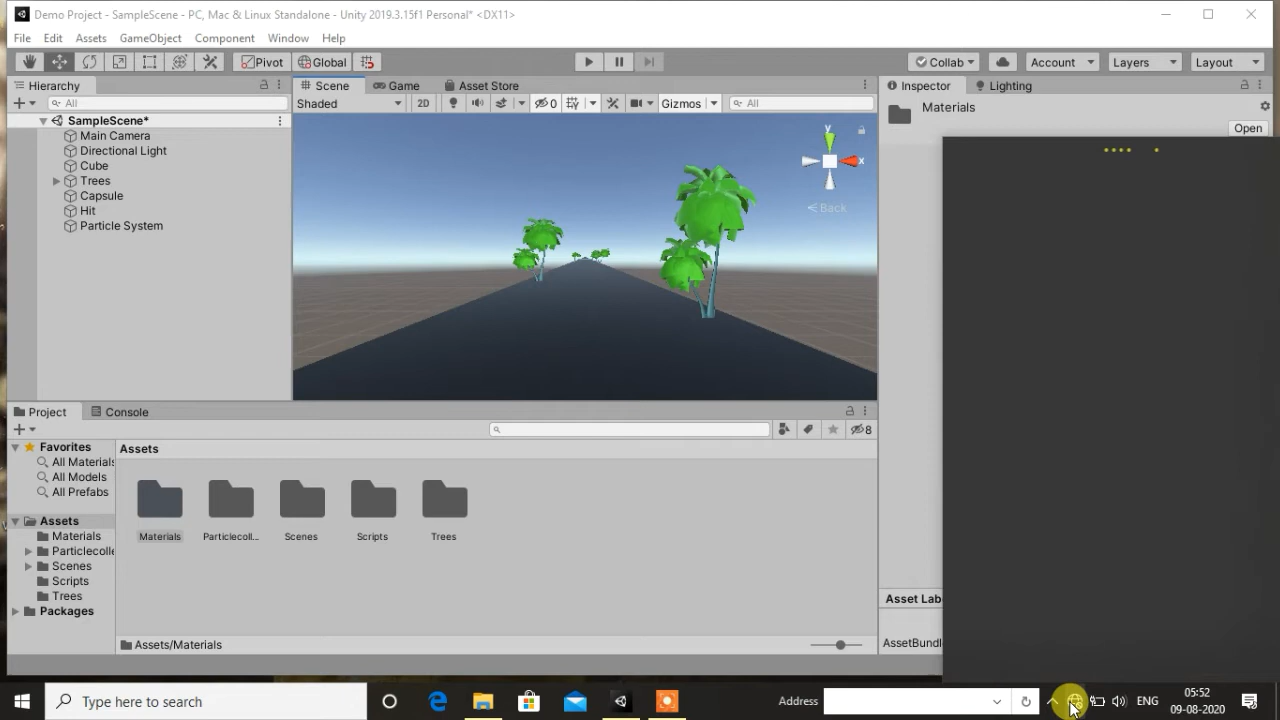 Demo Project - SampleScene - PC, Mac & Linux Standalone - Unity 2019.3.15f1 Personal* <DX11>
File Edit Assets GameObject Component Window Help
Pivot Global Collab Account Layers Layout
Hierarchy
All
SampleScene*
Main Camera
Directional Light
Cube
Trees
Capsule
Hit
Particle System
Scene Game Asset Store
Shaded 2D 0 Gizmos All
y
x
Back
Inspector Lighting
Materials
Open
Asset Lab
AssetBundl
Project Console
8
Favorites
All Materials
All Models
All Prefabs
Assets
Materials
Particlecolle
Scenes
Scripts
Trees
Packages
Assets
Materials Particlecoll... Scenes Scripts Trees
Assets/Materials
Type here to search
Address
ENG
05:52
09-08-2020